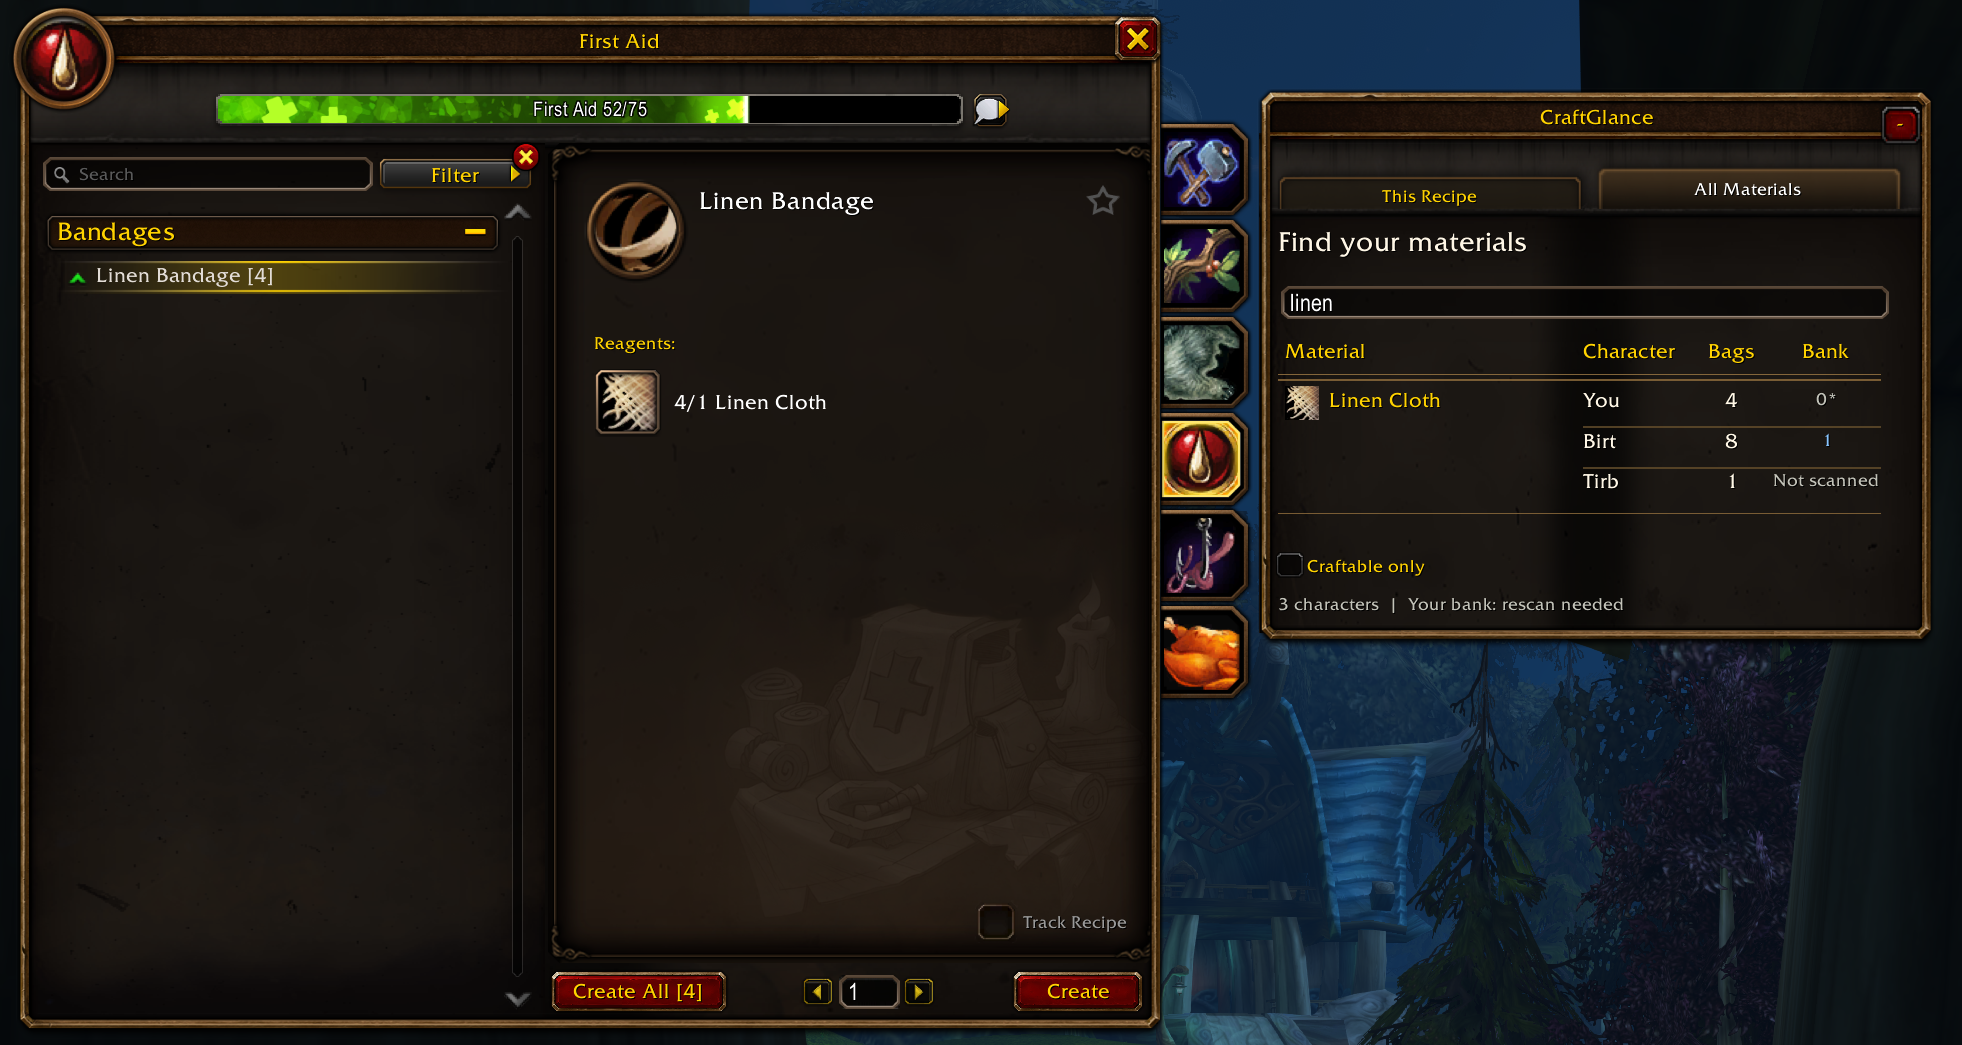 First Aid
First Aid 52/75
Search
Filter
Bandages
Linen Bandage [4]
Linen Bandage
Reagents:
4/1 Linen Cloth
Track Recipe
Create All [4]
1
Create
CraftGlance
-
This Recipe
All Materials
Find your materials
linen
Material Character Bags Bank
Linen Cloth You 4 0*
Birt 8 1
Tirb 1 Not scanned
Craftable only
3 characters | Your bank: rescan needed